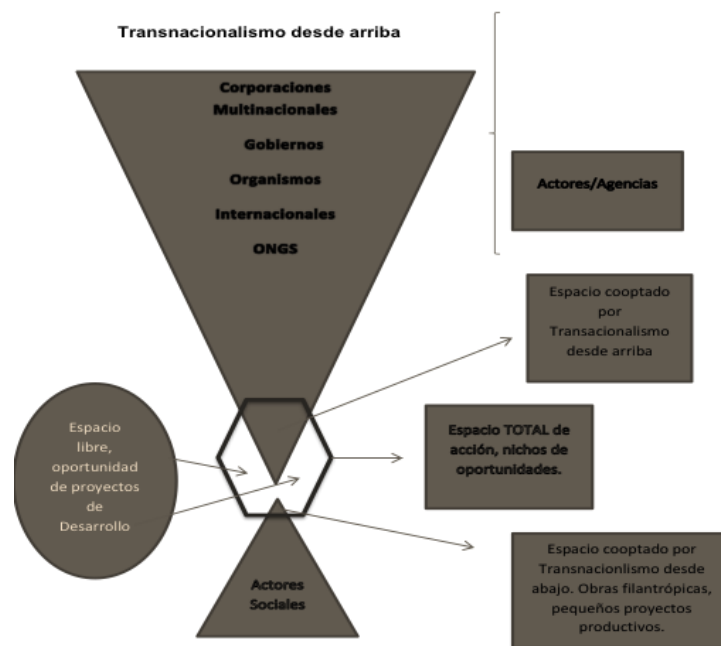 Transnacionalismo desde arriba
Corporaciones
Multinacionales
Gobiernos
Organismos
Internacionales
ONGS
Actores/Agencias
Espacio cooptado
por
Transacionalismo
desde arriba
Espacio
libre,
oportunidad
de proyectos
de
Desarrollo
Espacio TOTAL de
acción, nichos de
oportunidades.
Actores
Sociales
Espacio cooptado por
Transnacionlismo desde
abajo. Obras filantrópicas,
pequeños proyectos
productivos.